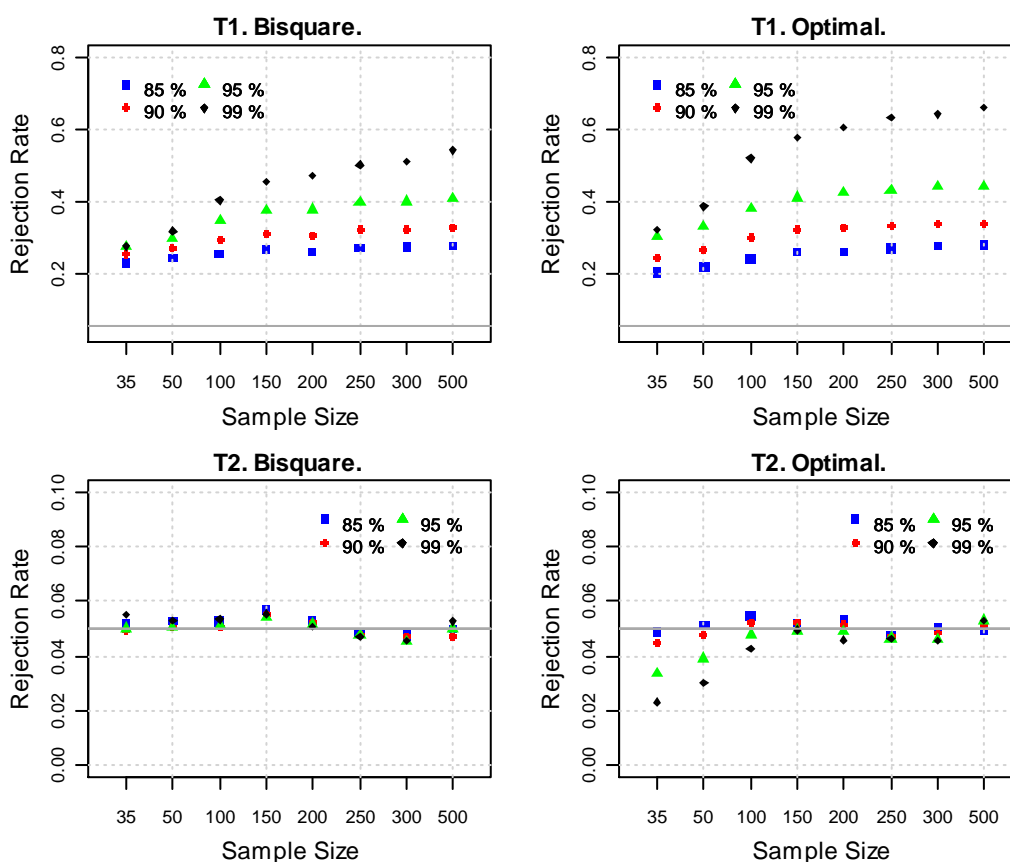 T1. Bisquare.
Rejection Rate
0.8
0.6
0.4
0.2
85 % 95 %
90 % 99 %
35 50 100 150 200 250 300 500
Sample Size
T1. Optimal.
Rejection Rate
0.8
0.6
0.4
0.2
85 % 95 %
90 % 99 %
35 50 100 150 200 250 300 500
Sample Size
T2. Bisquare.
Rejection Rate
0.10
0.08
0.06
0.04
0.02
0.00
85 % 95 %
90 % 99 %
35 50 100 150 200 250 300 500
Sample Size
T2. Optimal.
Rejection Rate
0.10
0.08
0.06
0.04
0.02
0.00
85 % 95 %
90 % 99 %
35 50 100 150 200 250 300 500
Sample Size